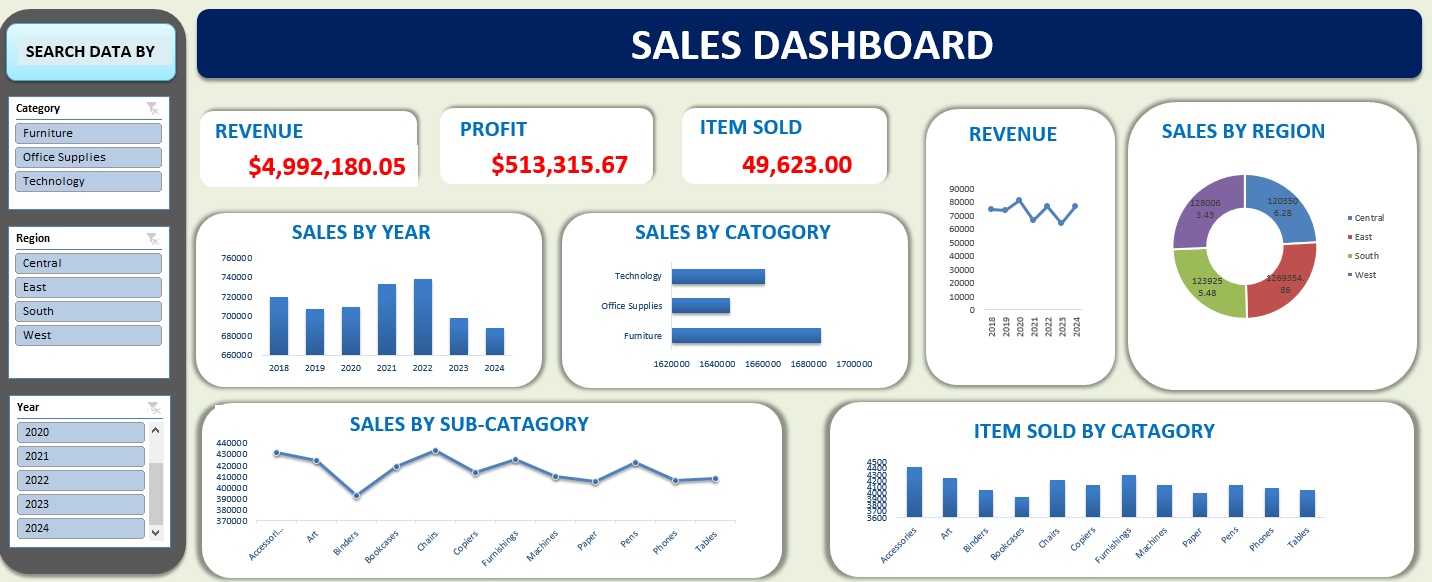 SEARCH DATA BY
Category
Furniture
Office Supplies
Technology
Region
Central
East
South
West
Year
2020
2021
2022
2023
2024
SALES DASHBOARD
REVENUE
$4,992,180.05
PROFIT
$513,315.67
ITEM SOLD
49,623.00
SALES BY YEAR
760000
740000
720000
700000
680000
660000
2018 2019 2020 2021 2022 2023 2024
SALES BY CATOGORY
Technology
Office Supplies
Furniture
1620000 1640000 1660000 1680000 1700000
REVENUE
90000
80000
70000
60000
50000
40000
30000
20000
10000
0
2018 2019 2020 2021 2022 2023 2024
SALES BY REGION
128006
3.43
120350
6.28
123925
5.48
1269354.
86
Central
East
South
West
SALES BY SUB-CATAGORY
440000
430000
420000
410000
400000
390000
380000
370000
Accessori... Art Binders Bookcases Chairs Copiers Furnishings Machines Paper Pens Phones Tables
ITEM SOLD BY CATAGORY
4500
4400
4300
4200
4100
4000
3900
3800
3700
3600
Accessories Art Binders Bookcases Chairs Copiers Furnishings Machines Paper Pens Phones Tables